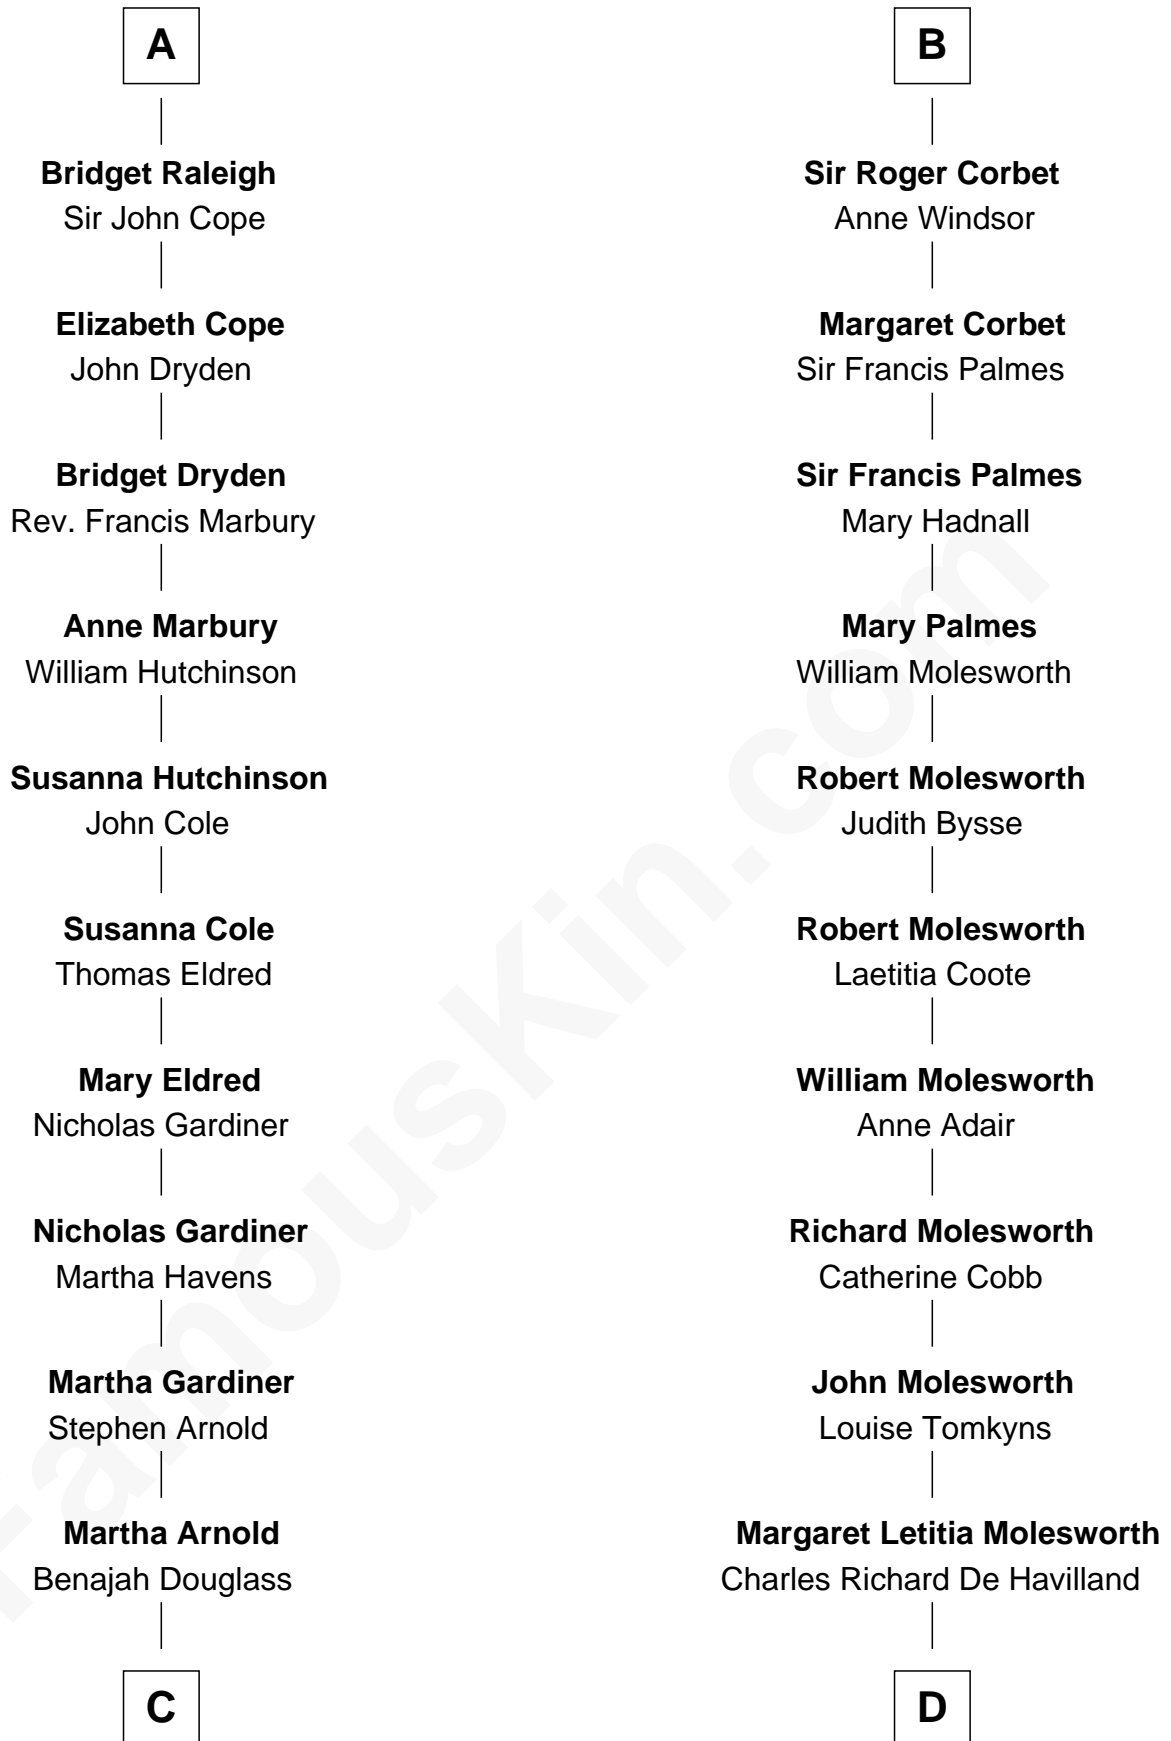 A
Bridget Raleigh
Sir John Cope
Elizabeth Cope
John Dryden
Bridget Dryden
Rev. Francis Marbury
Anne Marbury
William Hutchinson
Susanna Hutchinson
John Cole
Susanna Cole
Thomas Eldred
Mary Eldred
Nicholas Gardiner
Nicholas Gardiner
Martha Havens
Martha Gardiner
Stephen Arnold
Martha Arnold
Benajah Douglass
C
B
Sir Roger Corbet
Anne Windsor
Margaret Corbet
Sir Francis Palmes
Sir Francis Palmes
Mary Hadnall
Mary Palmes
William Molesworth
Robert Molesworth
Judith Bysse
Robert Molesworth
Laetitia Coote
William Molesworth
Anne Adair
Richard Molesworth
Catherine Cobb
John Molesworth
Louise Tomkyns
Margaret Letitia Molesworth
Charles Richard De Havilland
D
FamousKin.com